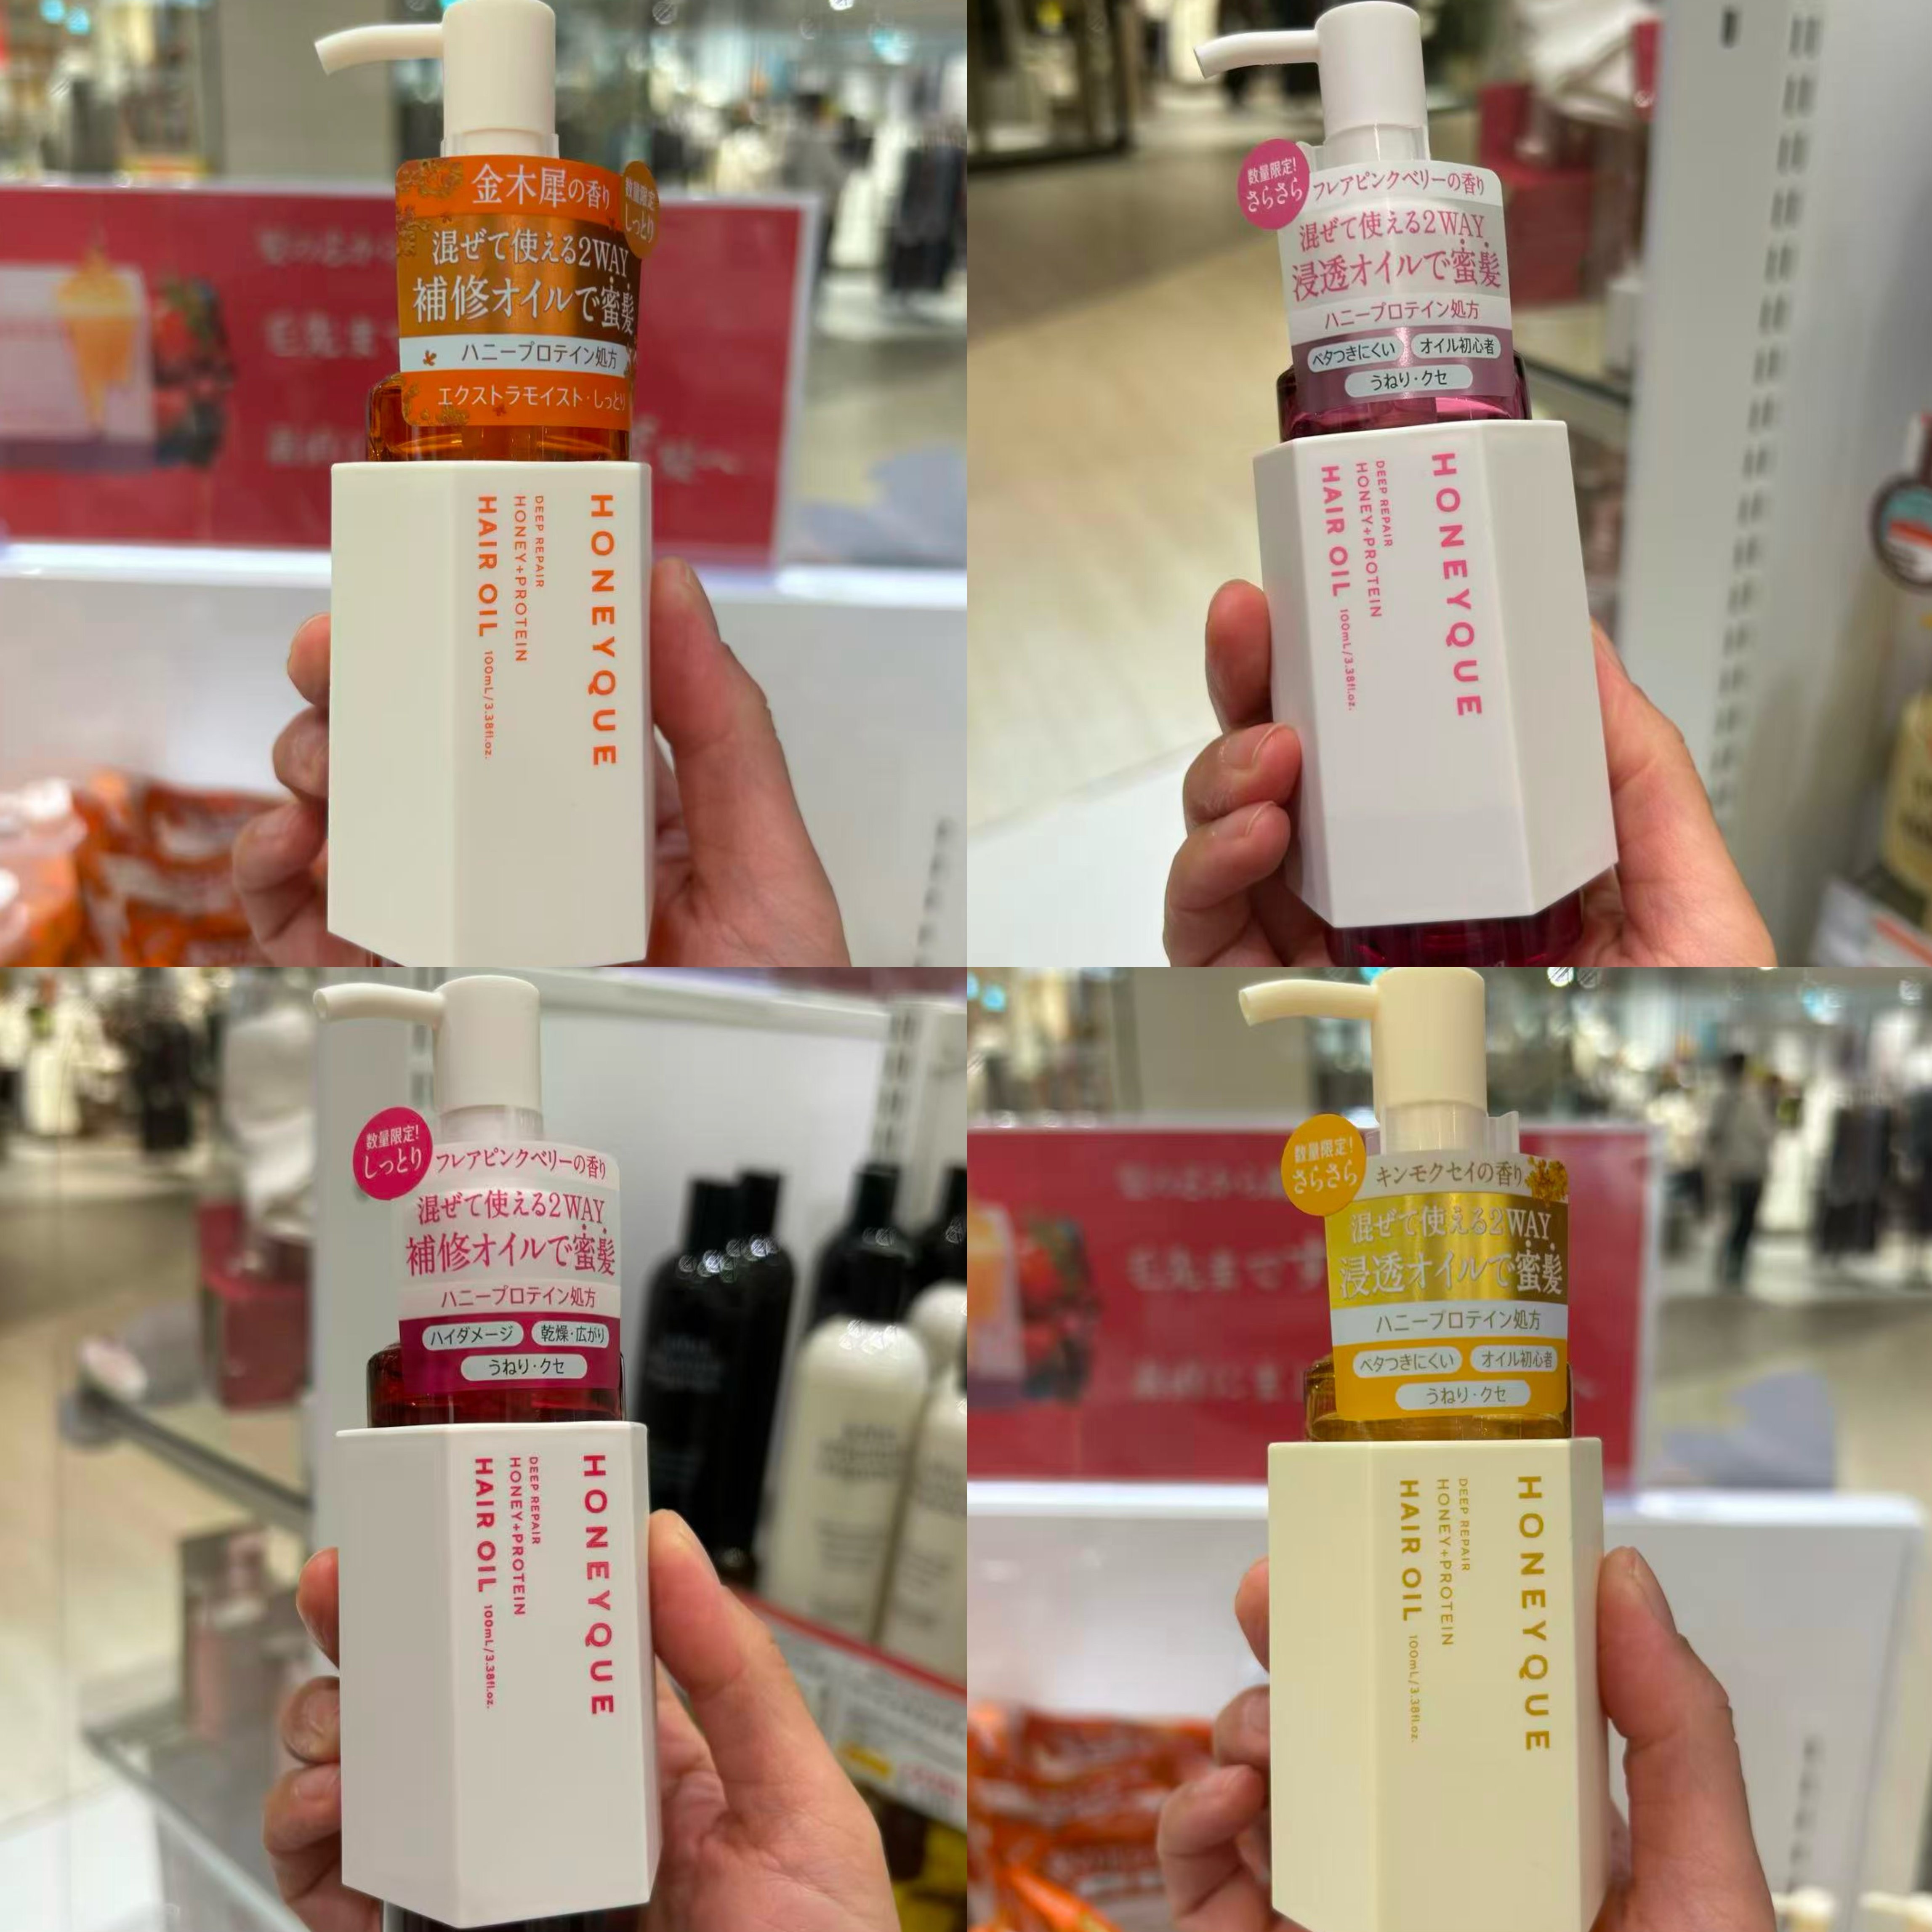 金木犀の香り
数量限定!
しっとり
混ぜて使える2WAY
補修オイルで蜜髪
ハニープロテイン処方
エクストラモイスト・しっとり
HONEYQUE
DEEP REPAIR
HONEY+PROTEIN
HAIR OIL 100mL/3.38fl.oz.
数量限定!
さらさら
フレアピンクベリーの香り
混ぜて使える2WAY
浸透オイルで蜜髪
ハニープロテイン処方
ベタつきにくい オイル初心者
うねり・クセ
HONEYQUE
DEEP REPAIR
HONEY+PROTEIN
HAIR OIL 100mL/3.38fl.oz.
数量限定!
しっとり
フレアピンクベリーの香り
混ぜて使える2WAY
補修オイルで蜜髪
ハニープロテイン処方
ハイダメージ 乾燥・広がり
うねり・クセ
HONEYQUE
DEEP REPAIR
HONEY+PROTEIN
HAIR OIL 100mL/3.38fl.oz.
数量限定!
さらさら
キンモクセイの香り
混ぜて使える2WAY
浸透オイルで蜜髪
ハニープロテイン処方
ベタつきにくい オイル初心者
うねり・クセ
HONEYQUE
DEEP REPAIR
HONEY+PROTEIN
HAIR OIL 100mL/3.38fl.oz.